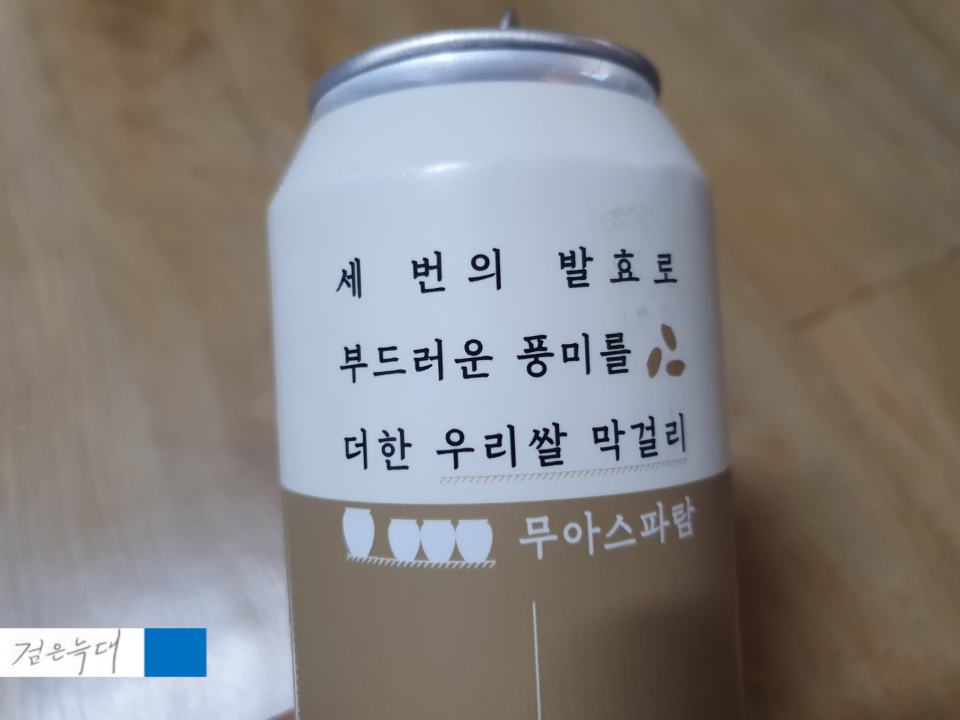 세 번의 발효로
부드러운 풍미를
더한 우리쌀 막걸리
무아스파탐
검은늑대